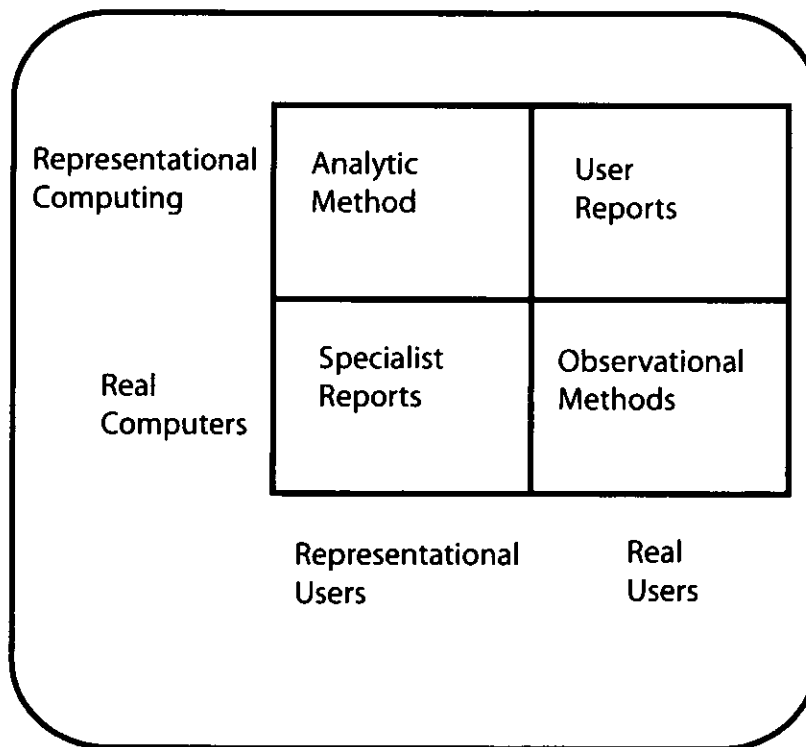 Representational
Computing
Analytic
Method
User
Reports
Real
Computers
Specialist
Reports
Observational
Methods
Representational
Users
Real
Users